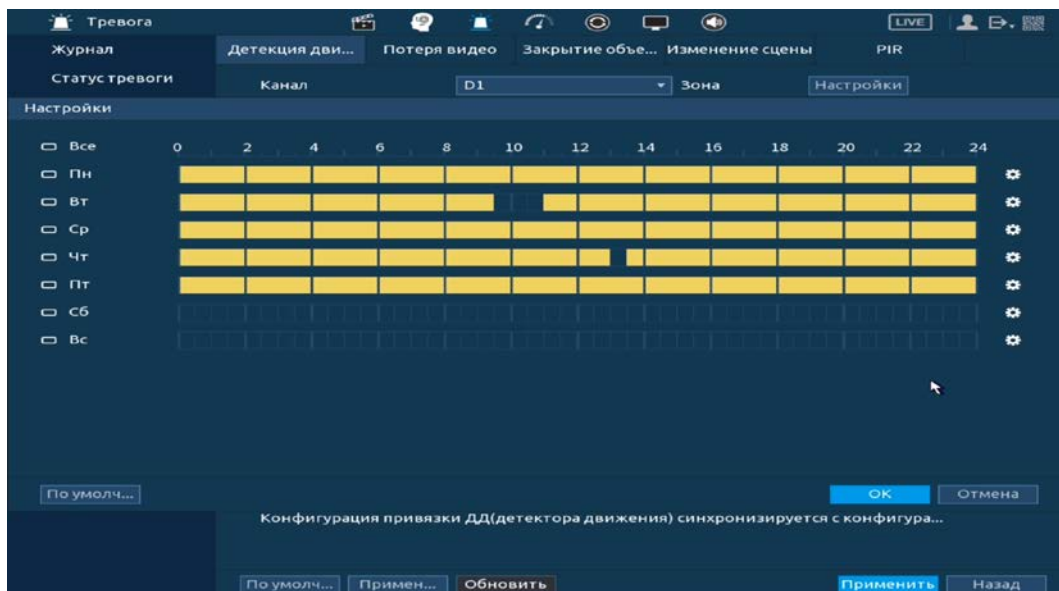 Тревога LIVE
Журнал Детекция дви... Потеря видео Закрытие объе... Изменение сцены PIR
Статус тревоги Канал D1 Зона Настройки
Настройки
Все 0 2 4 6 8 10 12 14 16 18 20 22 24
Пн
Вт
Ср
Чт
Пт
Сб
Вс
По умолч... ОК Отмена
Конфигурация привязки ДД(детектора движения) синхронизируется с конфигура...
По умолч... Примен... Обновить Применить Назад